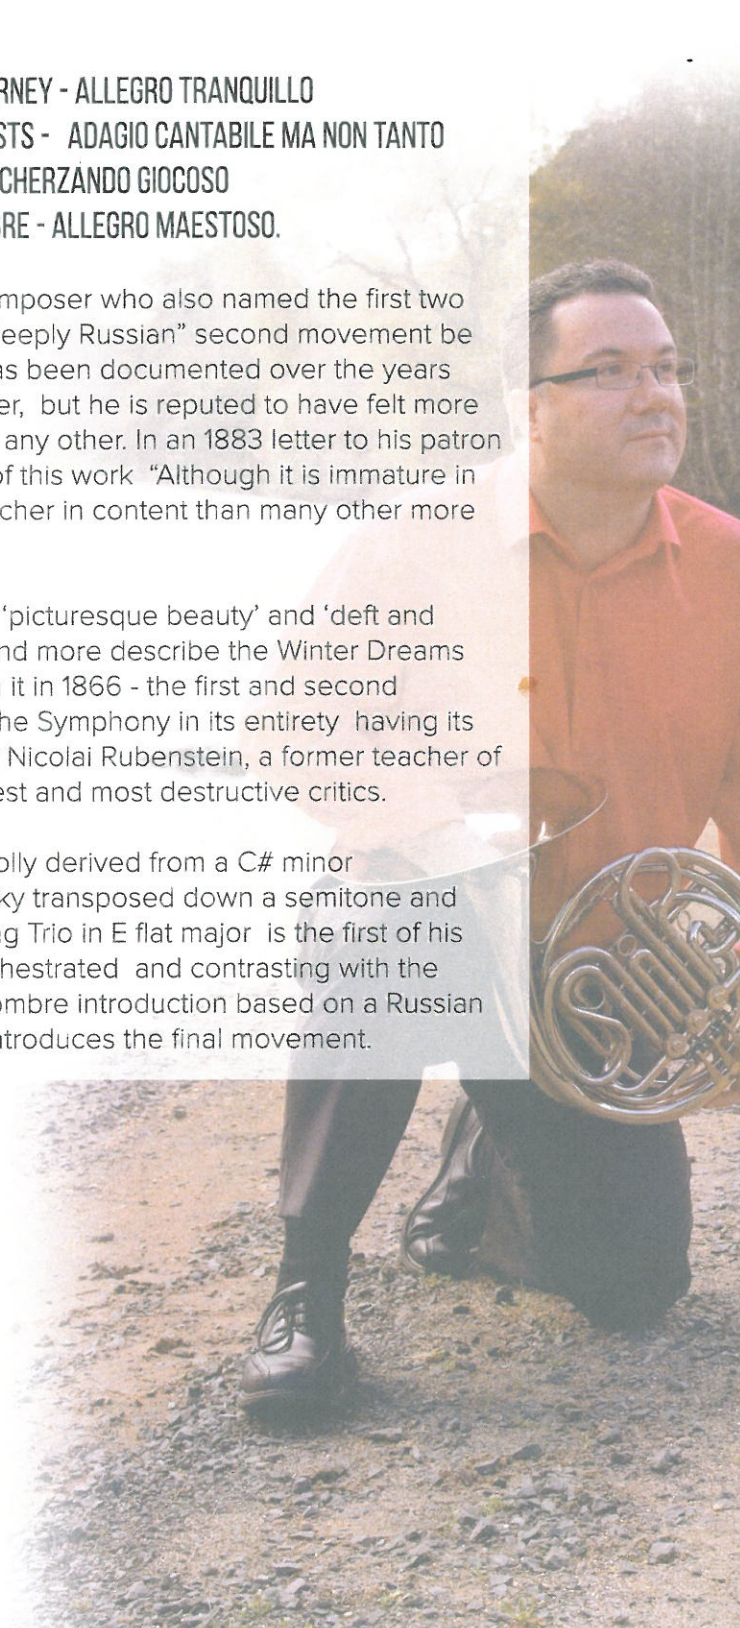 RNEY - ALLEGRO TRANQUILLO
STS - ADAGIO CANTABILE MA NON TANTO
CHERZANDO GIOCOSO
BRE - ALLEGRO MAESTOSO.
mposer who also named the first two
eeply Russian” second movement be
as been documented over the years
er, but he is reputed to have felt more
any other. In an 1883 letter to his patron
of this work “Although it is immature in
cher in content than many other more
‘picturesque beauty’ and ‘deft and
nd more describe the Winter Dreams
it in 1866 - the first and second
he Symphony in its entirety having its
Nicolai Rubenstein, a former teacher of
est and most destructive critics.
olly derived from a C# minor
ky transposed down a semitone and
g Trio in E flat major is the first of his
hestrated and contrasting with the
ombre introduction based on a Russian
ntroduces the final movement.